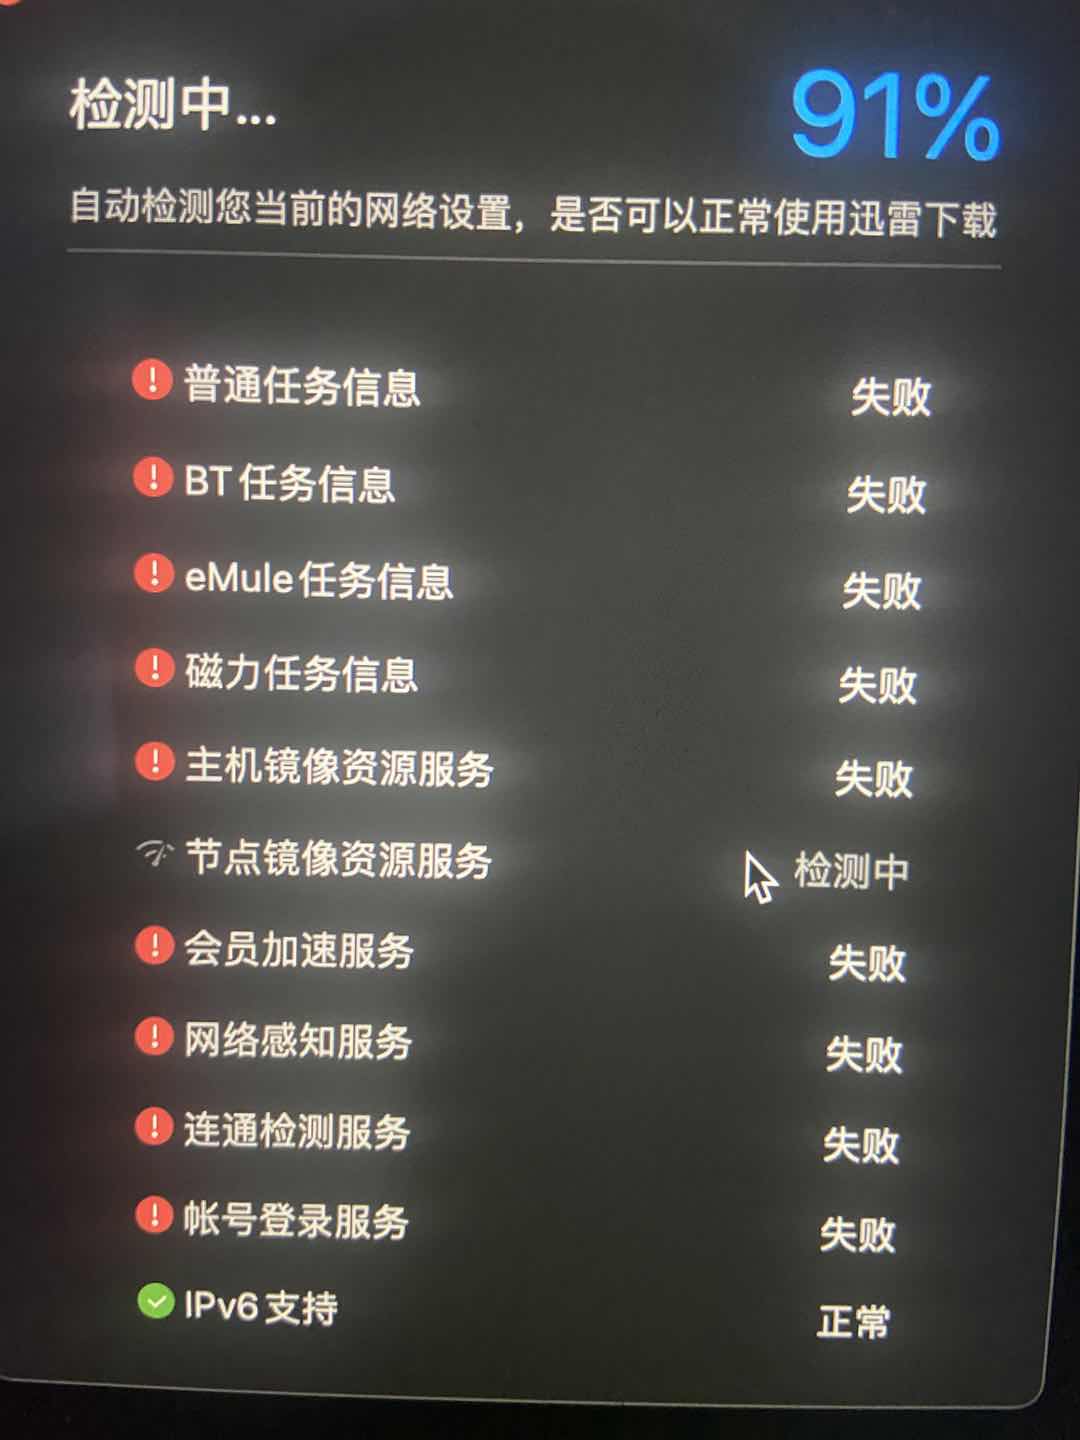 检测中...
91%
自动检测您当前的网络设置，是否可以正常使用迅雷下载
普通任务信息 失败
BT任务信息 失败
eMule任务信息 失败
磁力任务信息 失败
主机镜像资源服务 失败
节点镜像资源服务 检测中
会员加速服务 失败
网络感知服务 失败
连通检测服务 失败
帐号登录服务 失败
IPv6支持 正常